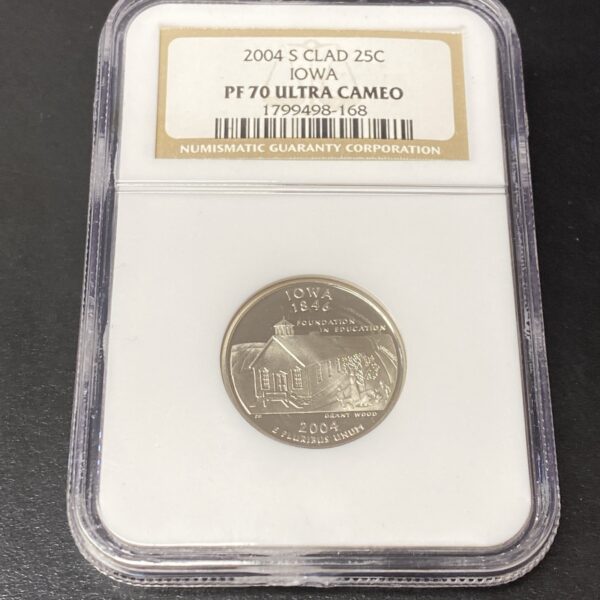 2004 S CLAD 25C
IOWA
PF 70 ULTRA CAMEO
1799498-168
NUMISMATIC GUARANTY CORPORATION
IOWA
1846
FOUNDATION
IN EDUCATION
GRANT WOOD
2004
E PLURIBUS UNUM